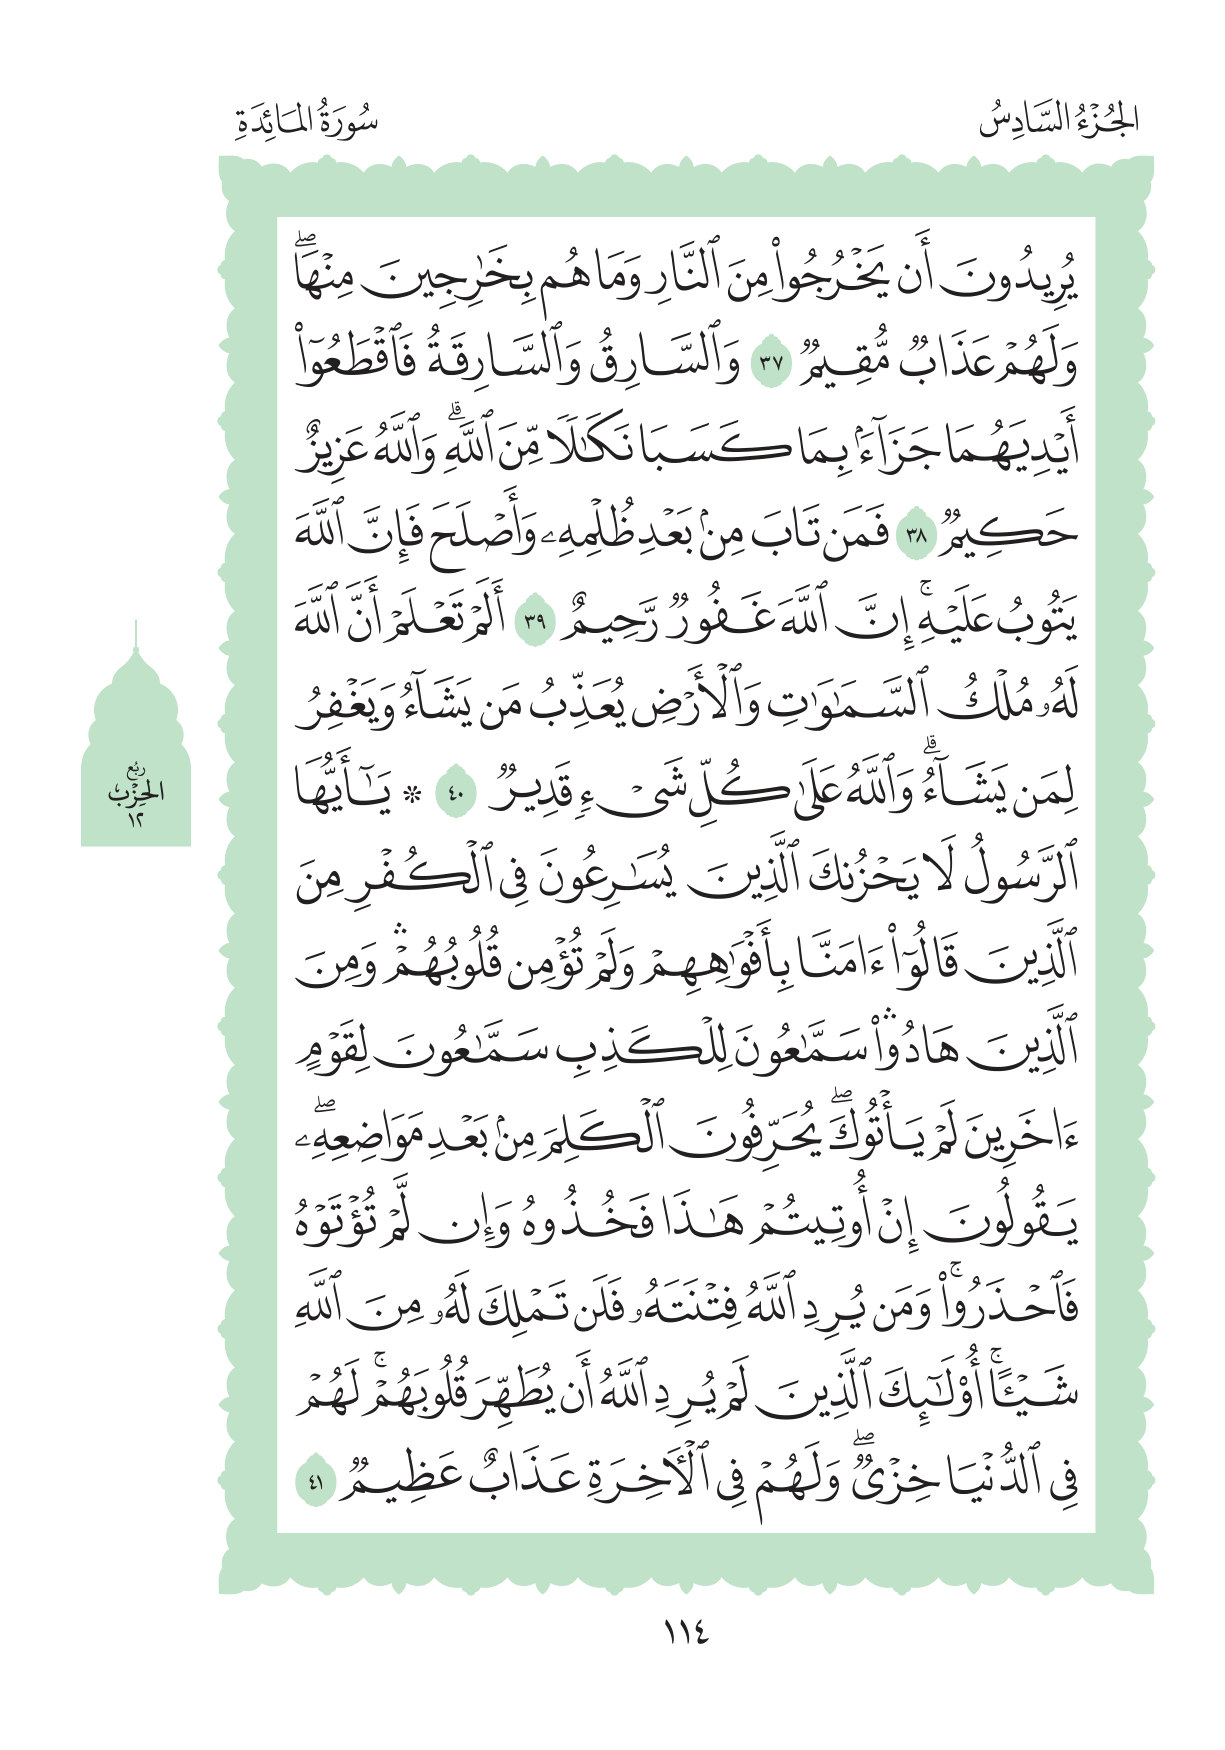 الجُزْءُ السَّادِسُ
سُورَةُ المَائِدَةِ
يُرِيدُونَ أَن يَخۡرُجُواْ مِنَ ٱلنَّارِ وَمَا هُم بِخَٰرِجِينَ مِنۡهَاۖ
وَلَهُمۡ عَذَابٞ مُّقِيمٞ ٣٧ وَٱلسَّارِقُ وَٱلسَّارِقَةُ فَٱقۡطَعُوٓاْ
أَيۡدِيَهُمَا جَزَآءَۢ بِمَا كَسَبَا نَكَٰلٗا مِّنَ ٱللَّهِۗ وَٱللَّهُ عَزِيزٌ
حَكِيمٞ ٣٨ فَمَن تَابَ مِنۢ بَعۡدِ ظُلۡمِهِۦ وَأَصۡلَحَ فَإِنَّ ٱللَّهَ
يَتُوبُ عَلَيۡهِۚ إِنَّ ٱللَّهَ غَفُورٞ رَّحِيمٌ ٣٩ أَلَمۡ تَعۡلَمۡ أَنَّ ٱللَّهَ
لَهُۥ مُلۡكُ ٱلسَّمَٰوَٰتِ وَٱلۡأَرۡضِ يُعَذِّبُ مَن يَشَآءُ وَيَغۡفِرُ
لِمَن يَشَآءُۗ وَٱللَّهُ عَلَىٰ كُلِّ شَيۡءٖ قَدِيرٞ ٤٠ ۞ يَٰٓأَيُّهَا
ٱلرَّسُولُ لَا يَحۡزُنكَ ٱلَّذِينَ يُسَٰرِعُونَ فِي ٱلۡكُفۡرِ مِنَ
ٱلَّذِينَ قَالُوٓاْ ءَامَنَّا بِأَفۡوَٰهِهِمۡ وَلَمۡ تُؤۡمِن قُلُوبُهُمۡۛ وَمِنَ
ٱلَّذِينَ هَادُواْۛ سَمَّٰعُونَ لِلۡكَذِبِ سَمَّٰعُونَ لِقَوۡمٍ
ءَاخَرِينَ لَمۡ يَأۡتُوكَۖ يُحَرِّفُونَ ٱلۡكَلِمَ مِنۢ بَعۡدِ مَوَاضِعِهِۦۖ
يَقُولُونَ إِنۡ أُوتِيتُمۡ هَٰذَا فَخُذُوهُ وَإِن لَّمۡ تُؤۡتَوۡهُ
فَٱحۡذَرُواْۚ وَمَن يُرِدِ ٱللَّهُ فِتۡنَتَهُۥ فَلَن تَمۡلِكَ لَهُۥ مِنَ ٱللَّهِ
شَيۡـًٔاۚ أُوْلَٰٓئِكَ ٱلَّذِينَ لَمۡ يُرِدِ ٱللَّهُ أَن يُطَهِّرَ قُلُوبَهُمۡۚ لَهُمۡ
فِي ٱلدُّنۡيَا خِزۡيٞۖ وَلَهُمۡ فِي ٱلۡأٓخِرَةِ عَذَابٌ عَظِيمٞ ٤١
ربع
الحِزْب
١٢
١١٤